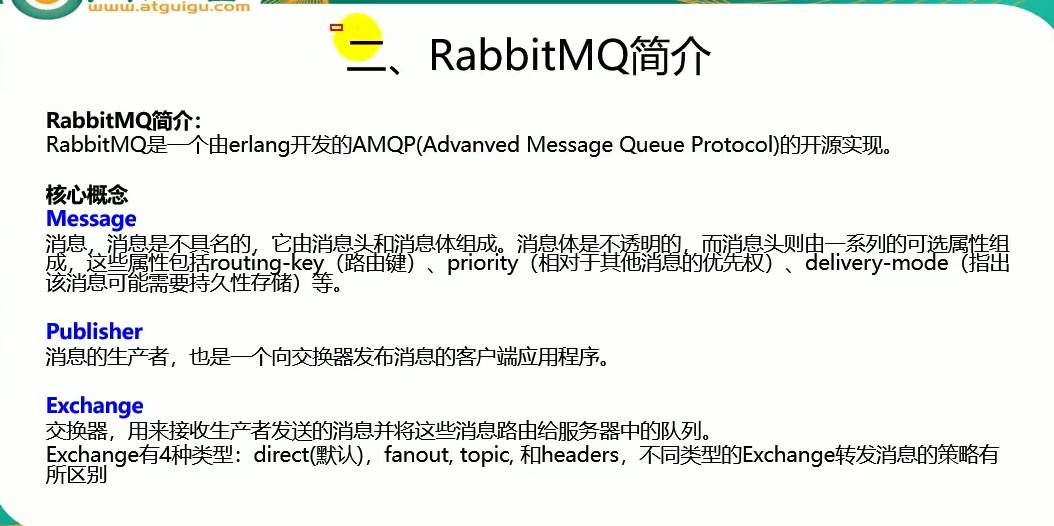 www.atguigu.com
二、RabbitMQ简介
RabbitMQ简介：
RabbitMQ是一个由erlang开发的AMQP(Advanved Message Queue Protocol)的开源实现。
核心概念
Message
消息，消息是不具名的，它由消息头和消息体组成。消息体是不透明的，而消息头则由一系列的可选属性组
成，这些属性包括routing-key（路由键）、priority（相对于其他消息的优先权）、delivery-mode（指出
该消息可能需要持久性存储）等。
Publisher
消息的生产者，也是一个向交换器发布消息的客户端应用程序。
Exchange
交换器，用来接收生产者发送的消息并将这些消息路由给服务器中的队列。
Exchange有4种类型：direct(默认)，fanout, topic, 和headers，不同类型的Exchange转发消息的策略有
所区别